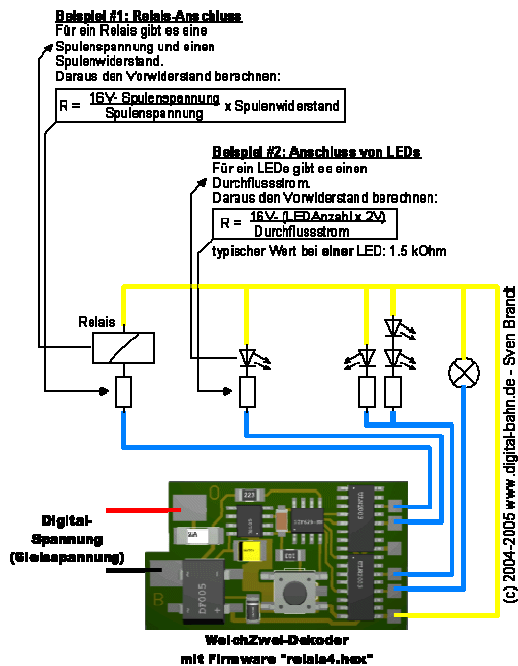 Beispiel #1: Relais-Anschluss
Für ein Relais gibt es eine
Spulenspannung und einen
Spulenwiderstand.
Daraus den Vorwiderstand berechnen:
R = 16V- Spulenspannung x Spulenwiderstand
Spulenspannung
Beispiel #2: Anschluss von LEDs
Für ein LEDs gibt es einen
Durchflussstrom.
Daraus den Vorwiderstand berechnen:
R = 16V- (LEDAnzahl x 2V)
Durchflussstrom
typischer Wert bei einer LED: 1.5 kOhm
Relais
(c) 2004-2005 www.digital-bahn.de - Sven Brandt
Digital-
Spannung
(Gleisspannung)
223
103
B
WeichZwei-Dekoder
mit Firmware "relais4.hex"